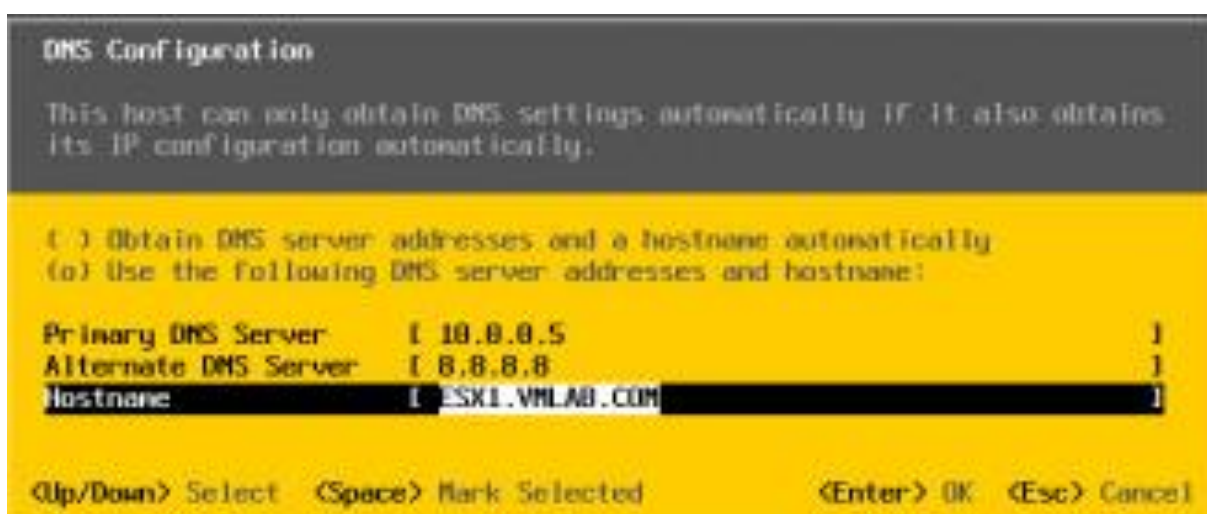 DNS Configuration
This host can only obtain DNS settings automatically if it also obtains
its IP configuration automatically.
( ) Obtain DNS server addresses and a hostname automatically
(o) Use the following DNS server addresses and hostname:
Primary DNS Server [ 10.0.0.5 ]
Alternate DNS Server [ 8.8.8.8 ]
Hostname [ ESX1.VMLAB.COM ]
<Up/Down> Select <Space> Mark Selected <Enter> OK <Esc> Cancel